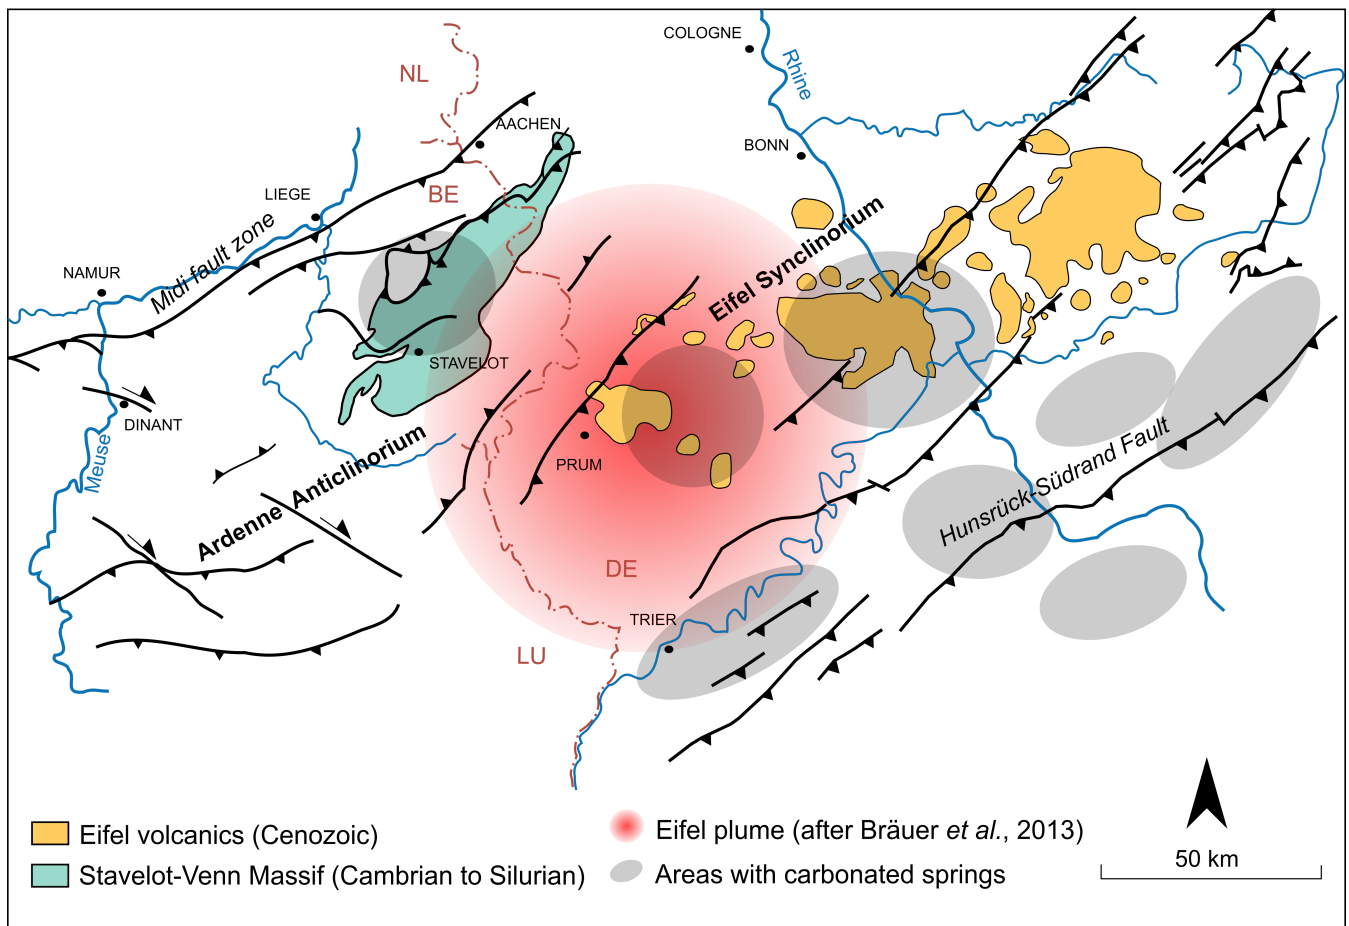 COLOGNE
Rhine
NL
AACHEN
BONN
BE
LIEGE
Midi fault zone
NAMUR
Eifel Synclinorium
STAVELOT
DINANT
Meuse
PRUM
Ardenne Anticlinorium
Hunsrück-Südrand Fault
DE
TRIER
LU
Eifel volcanics (Cenozoic)
Eifel plume (after Bräuer et al., 2013)
Stavelot-Venn Massif (Cambrian to Silurian)
Areas with carbonated springs
50 km